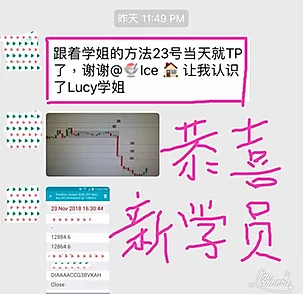 昨天 11:49 PM
跟着学姐的方法23号当天就TP
了，谢谢@🍧Ice 🏠 让我认识
了Lucy学姐
恭喜
新学员
23 Nov 2018 16:30:44
-
12884.6
12864.6
-
DIAAAACCG3BVKAH
Close